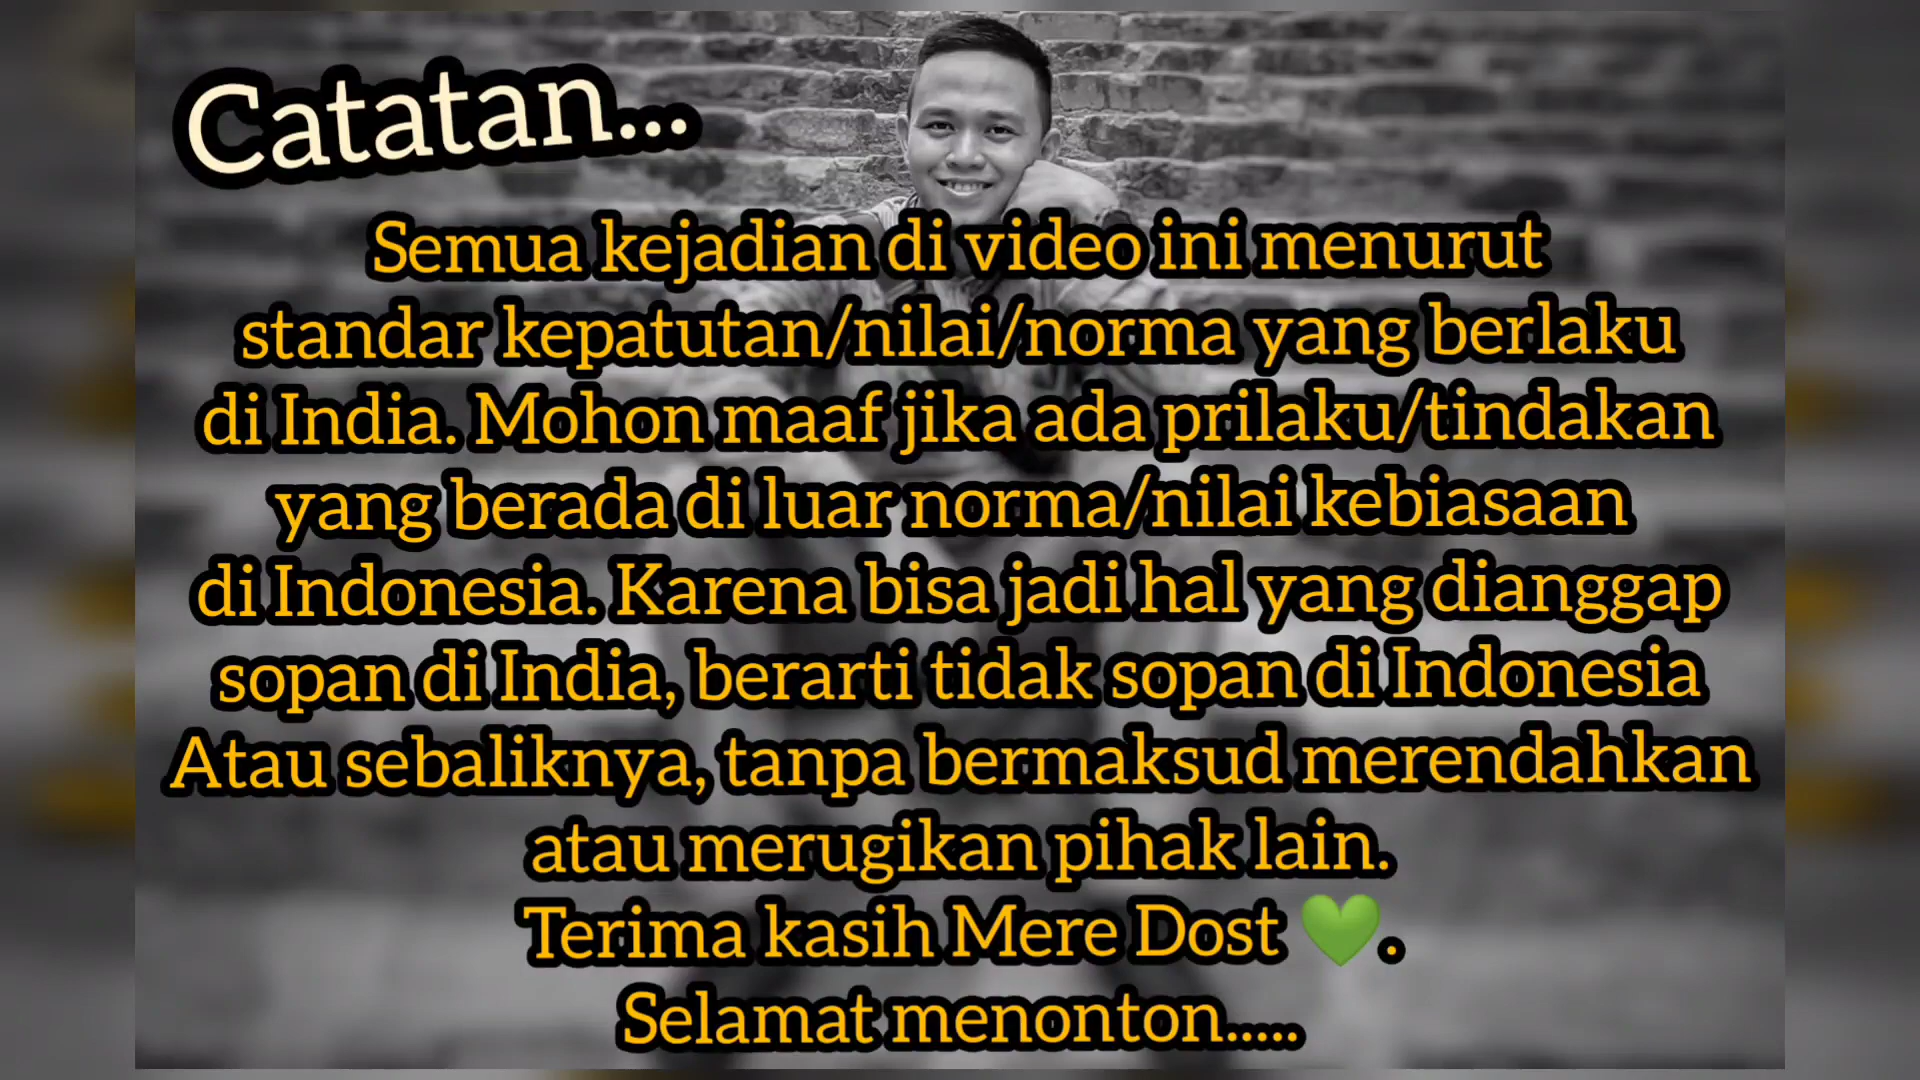 Catatan...
Semua kejadian di video ini menurut
standar kepatutan/nilai/norma yang berlaku
di India. Mohon maaf jika ada prilaku/tindakan
yang berada di luar norma/nilai kebiasaan
di Indonesia. Karena bisa jadi hal yang dianggap
sopan di India, berarti tidak sopan di Indonesia
Atau sebaliknya, tanpa bermaksud merendahkan
atau merugikan pihak lain.
Terima kasih Mere Dost 💚.
Selamat menonton.....